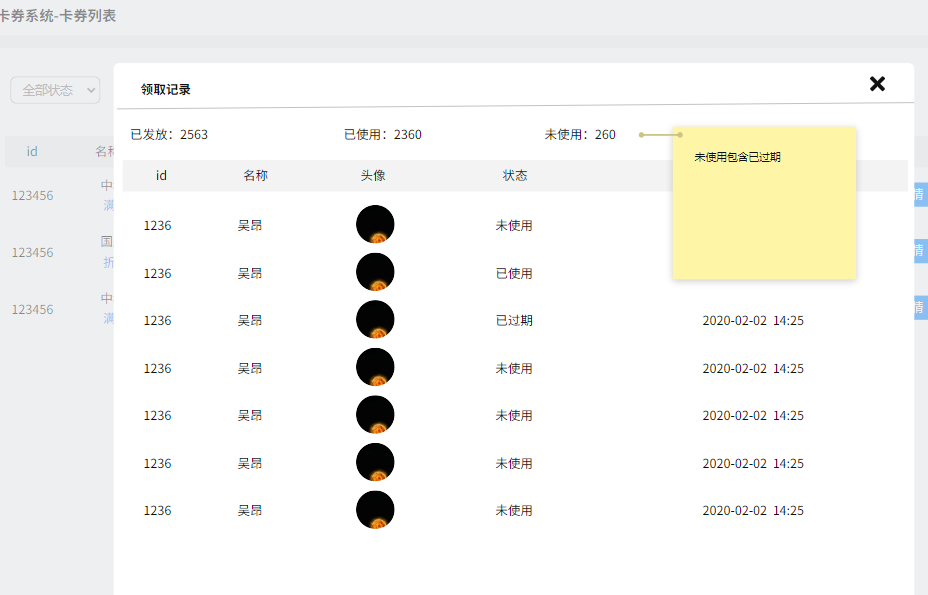 卡券系统-卡券列表
全部状态
领取记录
已发放：2563 已使用：2360 未使用：260
未使用包含已过期
id 名称
id 名称 头像 状态
123456 中
满
1236 吴昂 未使用
情
123456 国
折
1236 吴昂 已使用
情
123456 中
满
1236 吴昂 已过期 2020-02-02 14:25
情
1236 吴昂 未使用 2020-02-02 14:25
1236 吴昂 未使用 2020-02-02 14:25
1236 吴昂 未使用 2020-02-02 14:25
1236 吴昂 未使用 2020-02-02 14:25